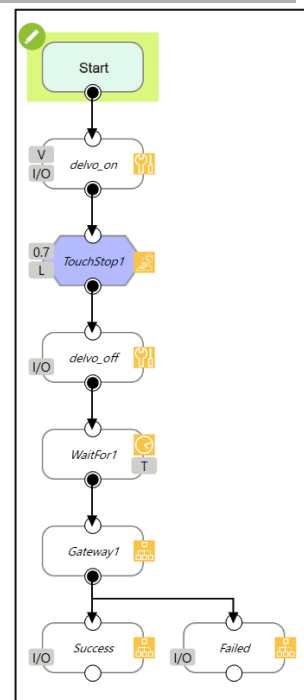 Start
V
I/O
delvo_on
0.7
L
TouchStop1
I/O
delvo_off
WaitFor1
T
Gateway1
I/O
Success
I/O
Failed